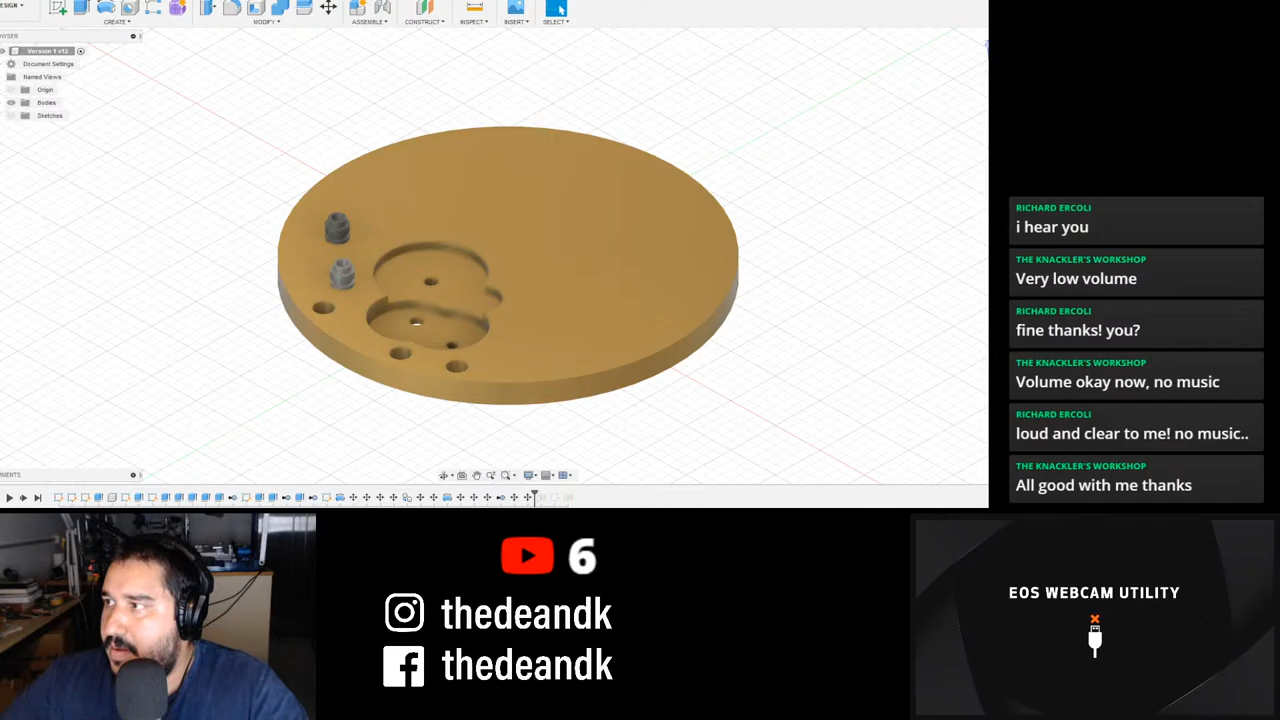 ESIGN
CREATE
MODIFY
ASSEMBLE
CONSTRUCT
INSPECT
INSERT
SELECT
WSER
Version 1 v12
Document Settings
Named Views
Origin
Bodies
Sketches
MMENTS
RICHARD ERCOLI
i hear you
THE KNACKLER'S WORKSHOP
Very low volume
RICHARD ERCOLI
fine thanks! you?
THE KNACKLER'S WORKSHOP
Volume okay now, no music
RICHARD ERCOLI
loud and clear to me! no music..
THE KNACKLER'S WORKSHOP
All good with me thanks
6
thedeandk
thedeandk
EOS WEBCAM UTILITY